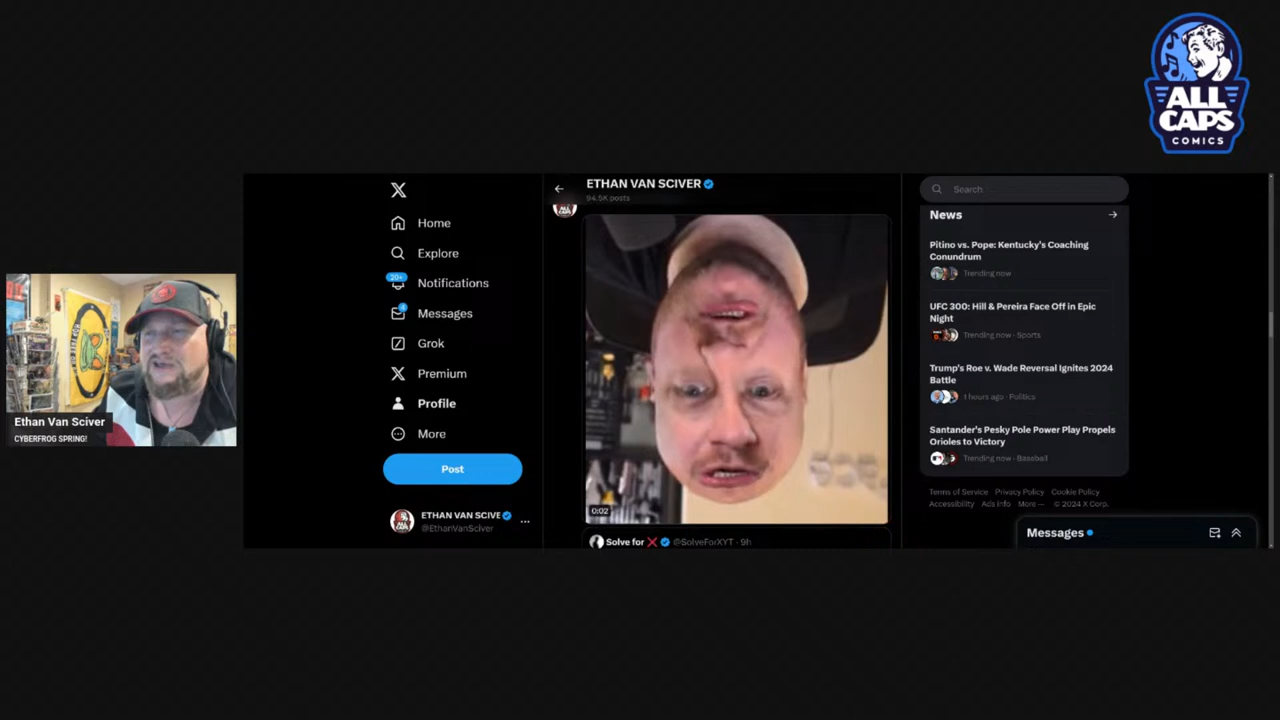 ALL
CAPS
COMICS
Ethan Van Sciver
CYBERFROG SPRING!
X
Home
Explore
20+
Notifications
Messages
Grok
Premium
Profile
More
Post
ETHAN VAN SCIVE
@EthanVanSciver
ETHAN VAN SCIVER
94.5K posts
0:02
Solve for ❌ @SolveForXYT · 9h
Search
News
Pitino vs. Pope: Kentucky's Coaching
Conundrum
Trending now
UFC 300: Hill & Pereira Face Off in Epic
Night
Trending now · Sports
Trump's Roe v. Wade Reversal Ignites 2024
Battle
1 hours ago · Politics
Santander's Pesky Pole Power Play Propels
Orioles to Victory
Trending now · Baseball
Terms of Service Privacy Policy Cookie Policy
Accessibility Ads info More ··· © 2024 X Corp.
Messages